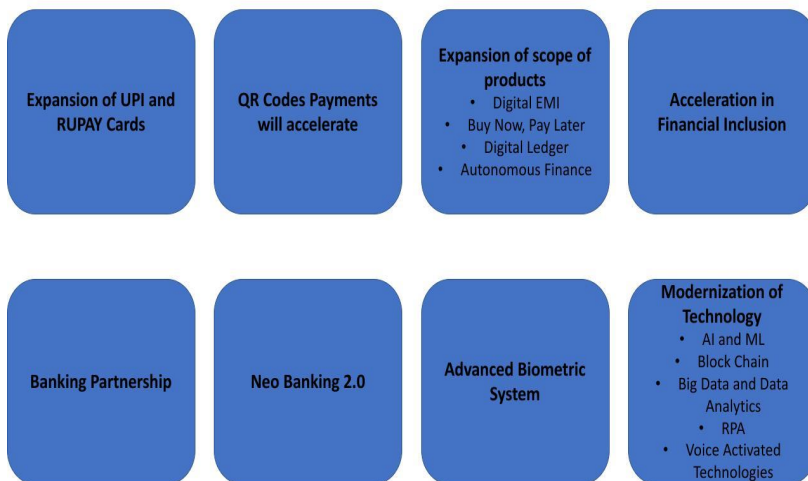 Expansion of UPI and
RUPAY Cards
QR Codes Payments
will accelerate
Expansion of scope of
products
• Digital EMI
• Buy Now, Pay Later
• Digital Ledger
• Autonomous Finance
Acceleration in
Financial Inclusion
Banking Partnership
Neo Banking 2.0
Advanced Biometric
System
Modernization of
Technology
• AI and ML
• Block Chain
• Big Data and Data
Analytics
• RPA
• Voice Activated
Technologies